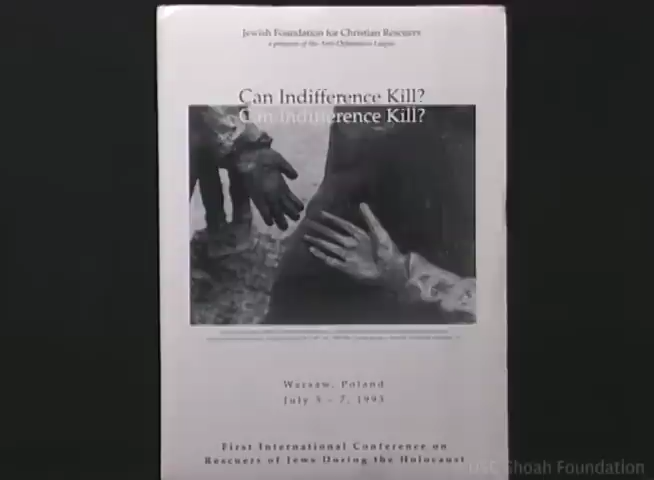 Jewish Foundation for Christian Rescuers
a program of the Anti-Defamation League
Can Indifference Kill?
Can Indifference Kill?
Warsaw, Poland
July 5 - 7, 1993
First International Conference on
Rescuers of Jews During the Holocaust
USC Shoah Foundation